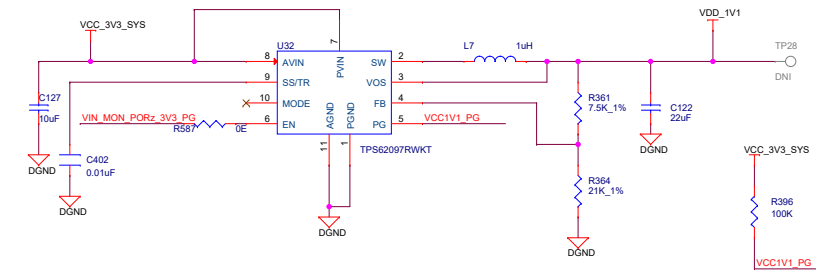 VCC_3V3_SYS
VDD_1V1
U32
7
PVIN
L7
1uH
TP28
DNI
8
AVIN
SW
2
9
SS/TR
VOS
3
10
MODE
FB
4
6
EN
PG
5
AGND
PGND
11
1
TPS62097RWKT
C127
10uF
VIN_MON_PORz_3V3_PG
R587
0E
VCC1V1_PG
R361
7.5K_1%
C122
22uF
DGND
DGND
C402
0.01uF
DGND
DGND
R364
21K_1%
DGND
VCC_3V3_SYS
R396
100K
VCC1V1_PG